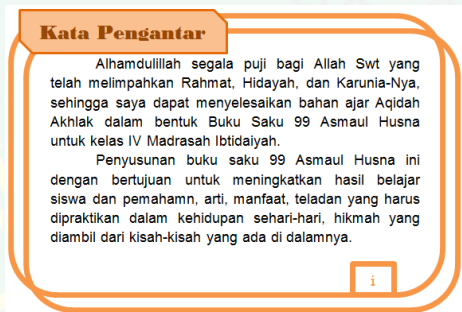 Kata Pengantar
Alhamdulillah segala puji bagi Allah Swt yang
telah melimpahkan Rahmat, Hidayah, dan Karunia-Nya,
sehingga saya dapat menyelesaikan bahan ajar Aqidah
Akhlak dalam bentuk Buku Saku 99 Asmaul Husna
untuk kelas IV Madrasah Ibtidaiyah.
Penyusunan buku saku 99 Asmaul Husna ini
dengan bertujuan untuk meningkatkan hasil belajar
siswa dan pemahamn, arti, manfaat, teladan yang harus
dipraktikan dalam kehidupan sehari-hari, hikmah yang
diambil dari kisah-kisah yang ada di dalamnya.
i